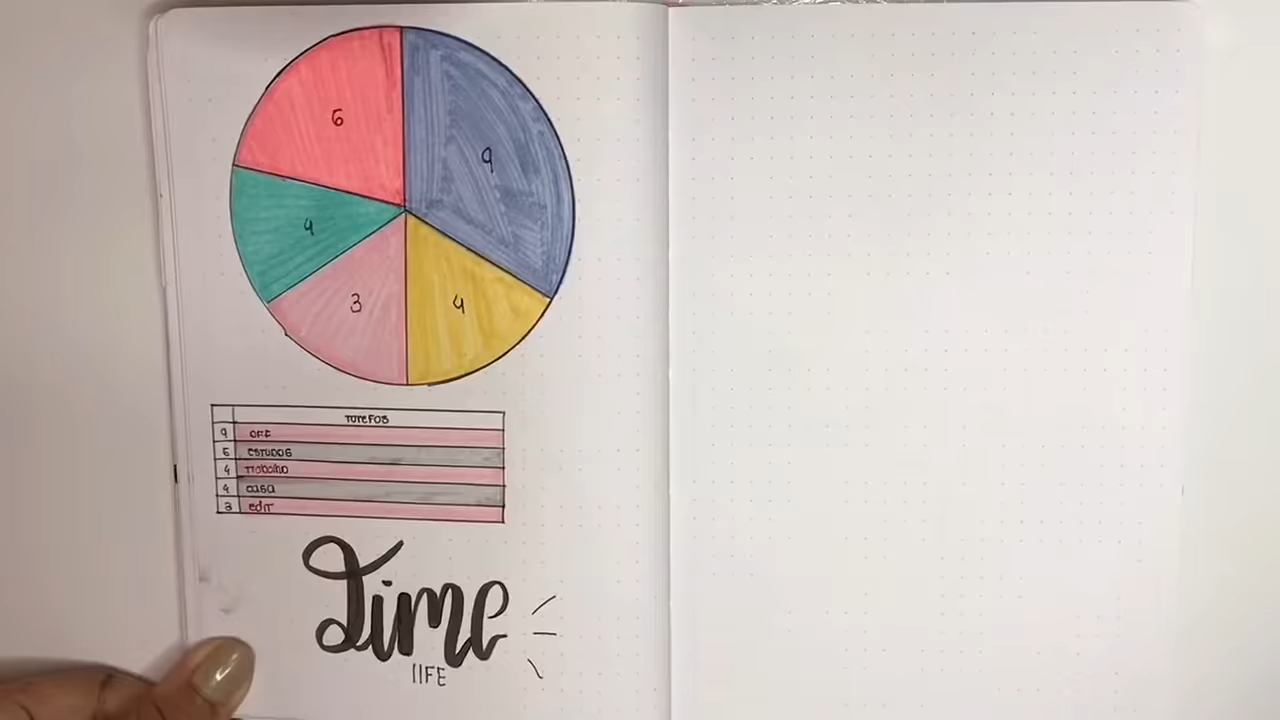 6
9
4
3
4
Tarefas
9 OFF
6 ESTUDOS
4 Trabalho
4 casa
3 edit
Time
lIFE